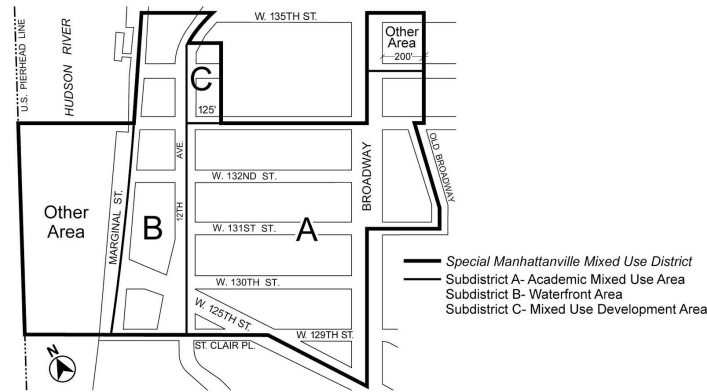 W. 135TH ST.
Other
Area
200'
U.S. PIERHEAD LINE
HUDSON RIVER
C
125'
Other
Area
MARGINAL ST.
B
12TH AVE.
W. 132ND ST.
BROADWAY
OLD BROADWAY
W. 131ST ST.
A
W. 130TH ST.
W. 125TH ST.
W. 129TH ST.
ST. CLAIR PL.
N
Special Manhattanville Mixed Use District
Subdistrict A- Academic Mixed Use Area
Subdistrict B- Waterfront Area
Subdistrict C- Mixed Use Development Area